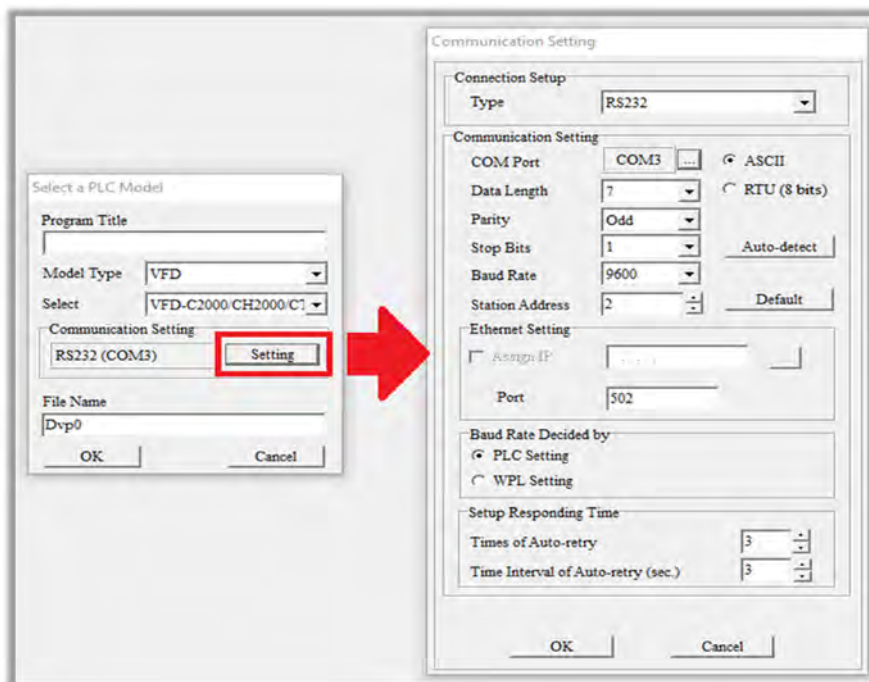 Select a PLC Model
Program Title
Model Type VFD
Select VFD-C2000/CH2000/CT
Communication Setting
RS232 (COM3) Setting
File Name
Dvp0
OK Cancel
Communication Setting
Connection Setup
Type RS232
Communication Setting
COM Port COM3 ... ASCII
Data Length 7 RTU (8 bits)
Parity Odd
Stop Bits 1 Auto-detect
Baud Rate 9600
Station Address 2 Default
Ethernet Setting
Assign IP
Port 502
Baud Rate Decided by
PLC Setting
WPL Setting
Setup Responding Time
Times of Auto-retry 3
Time Interval of Auto-retry (sec.) 3
OK Cancel